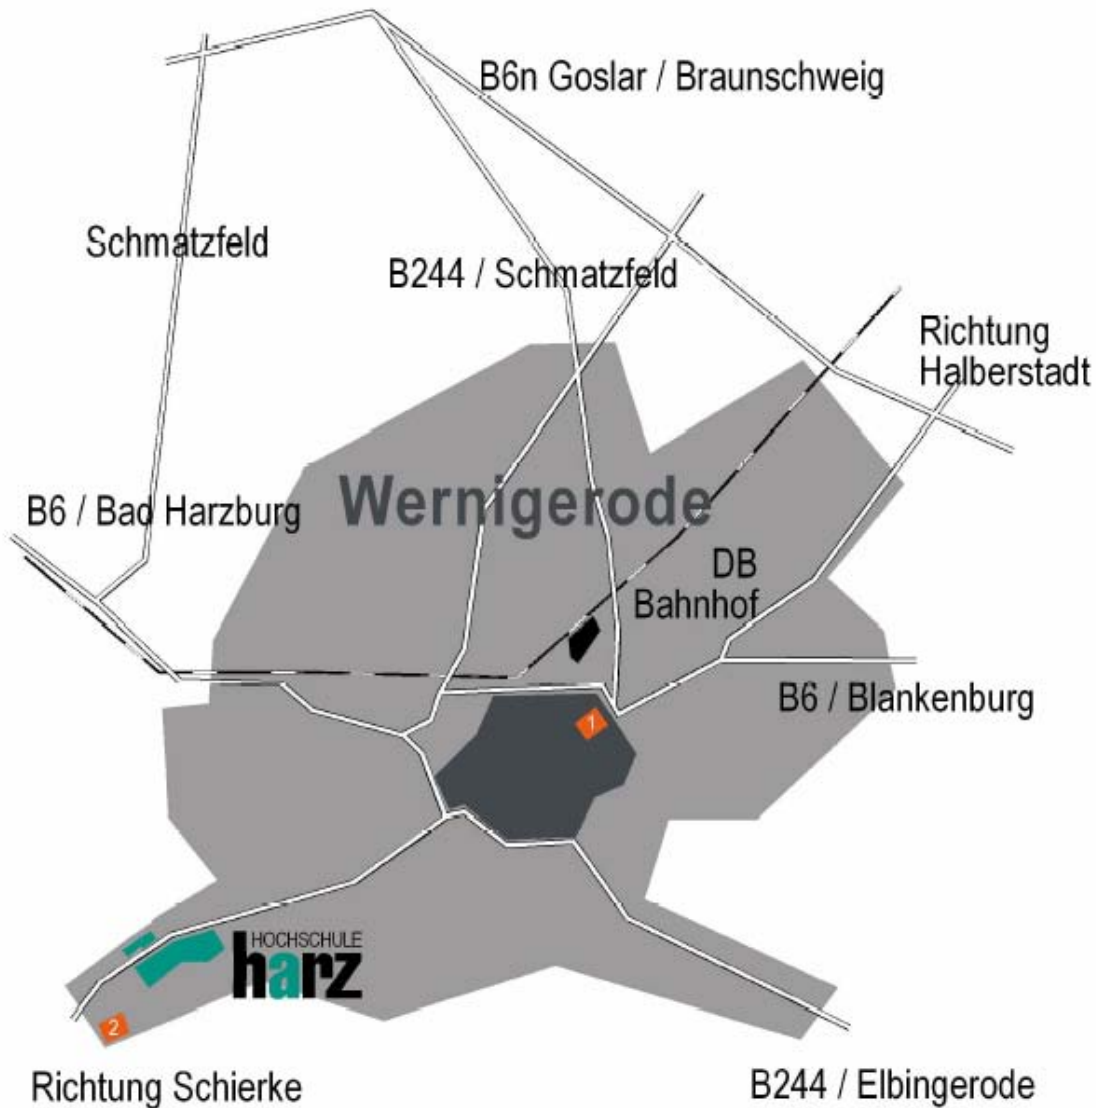 B6n Goslar / Braunschweig
Schmatzfeld
B244 / Schmatzfeld
Richtung
Halberstadt
B6 / Bad Harzburg
Wernigerode
DB
Bahnhof
B6 / Blankenburg
1
HOCHSCHULE
harz
2
Richtung Schierke
B244 / Elbingerode